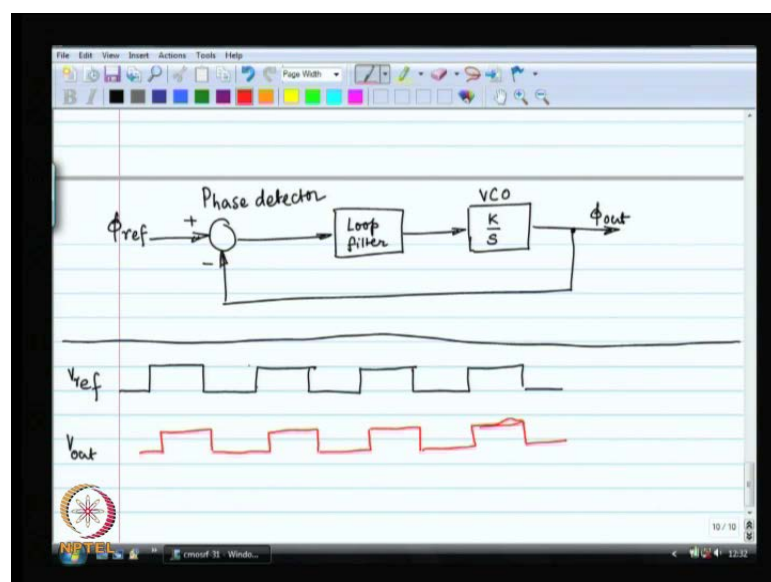 File Edit View Insert Actions Tools Help
Page Width
B I
Phase detector
VCO
ϕref
+
−
Loop filter
K/S
ϕout
Vref
Vout
10 / 10
NPTEL
cmosrf-31 - Windo...
12:32